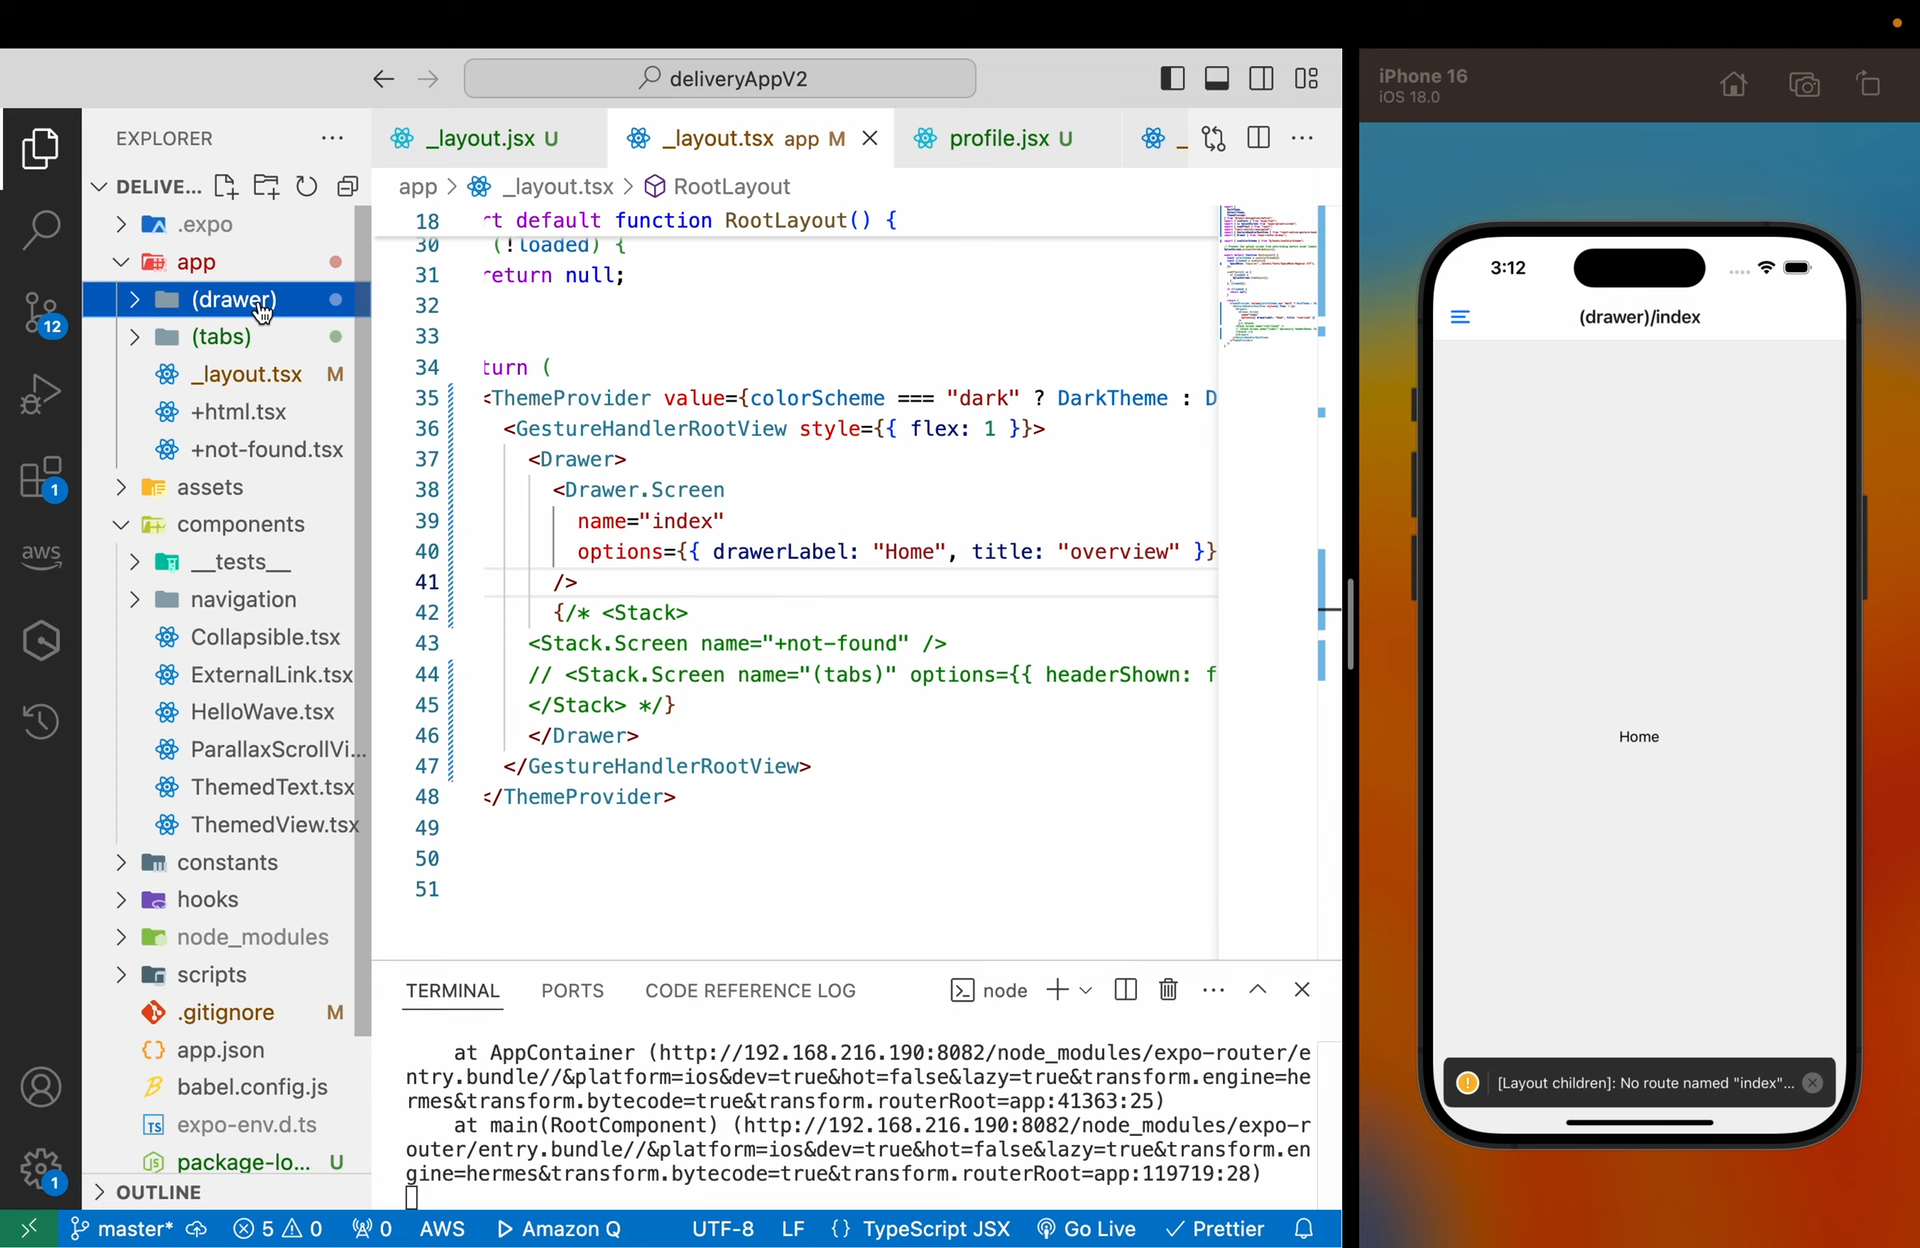 deliveryAppV2
EXPLORER
_layout.jsx U
_layout.tsx app M
profile.jsx U
DELIVE...
app > _layout.tsx > RootLayout
.expo
app
(drawer)
(tabs)
_layout.tsx M
+html.tsx
+not-found.tsx
assets
components
__tests__
navigation
Collapsible.tsx
ExternalLink.tsx
HelloWave.tsx
ParallaxScrollVi...
ThemedText.tsx
ThemedView.tsx
constants
hooks
node_modules
scripts
.gitignore M
app.json
babel.config.js
TS expo-env.d.ts
package-lo... U
OUTLINE
12
1
aws
1
18 rt default function RootLayout() {
30 (!loaded) {
31 return null;
32
33
34 turn (
35 <ThemeProvider value={colorScheme === "dark" ? DarkTheme : D
36 <GestureHandlerRootView style={{ flex: 1 }}>
37 <Drawer>
38 <Drawer.Screen
39 name="index"
40 options={{ drawerLabel: "Home", title: "overview" }}
41 />
42 {/* <Stack>
43 <Stack.Screen name="+not-found" />
44 // <Stack.Screen name="(tabs)" options={{ headerShown: f
45 </Stack> */}
46 </Drawer>
47 </GestureHandlerRootView>
48 </ThemeProvider>
49
50
51
TERMINAL PORTS CODE REFERENCE LOG node
at AppContainer (http://192.168.216.190:8082/node_modules/expo-router/e
ntry.bundle//&platform=ios&dev=true&hot=false&lazy=true&transform.engine=he
rmes&transform.bytecode=true&transform.routerRoot=app:41363:25)
at main(RootComponent) (http://192.168.216.190:8082/node_modules/expo-r
outer/entry.bundle//&platform=ios&dev=true&hot=false&lazy=true&transform.en
gine=hermes&transform.bytecode=true&transform.routerRoot=app:119719:28)
master* 5 0 0 AWS Amazon Q UTF-8 LF {} TypeScript JSX Go Live Prettier
iPhone 16
iOS 18.0
3:12
(drawer)/index
Home
[Layout children]: No route named "index"...